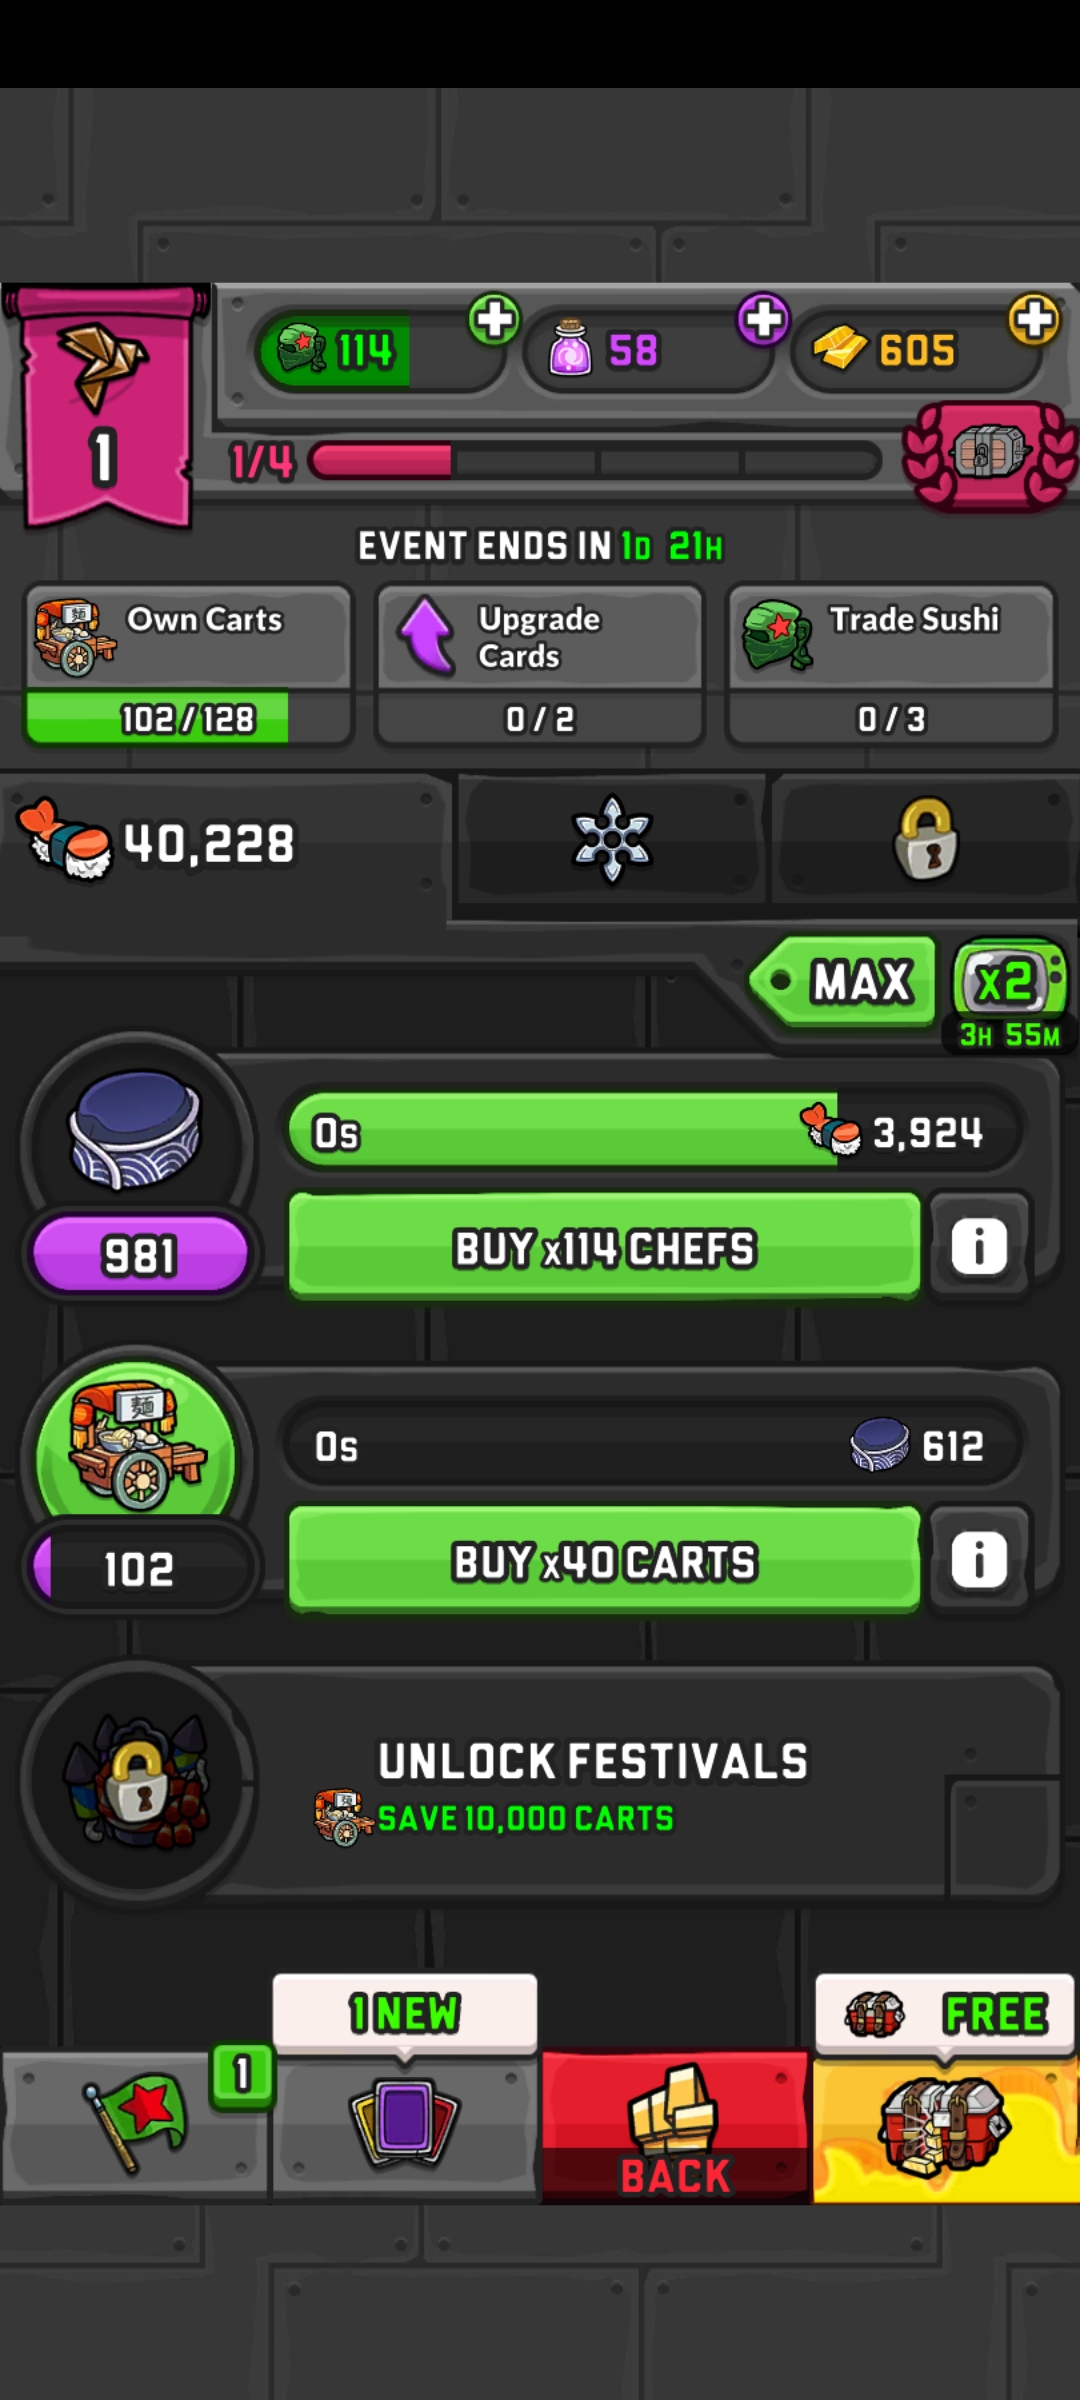 114
58
605
1
1/4
EVENT ENDS IN 1D 21H
Own Carts
Upgrade
Cards
Trade Sushi
102/128
0/2
0/3
40,228
MAX
x2
3H 55M
0s
3,924
981
BUY x114 CHEFS
i
麺
0s
612
102
BUY x40 CARTS
i
UNLOCK FESTIVALS
SAVE 10,000 CARTS
1 NEW
FREE
1
BACK